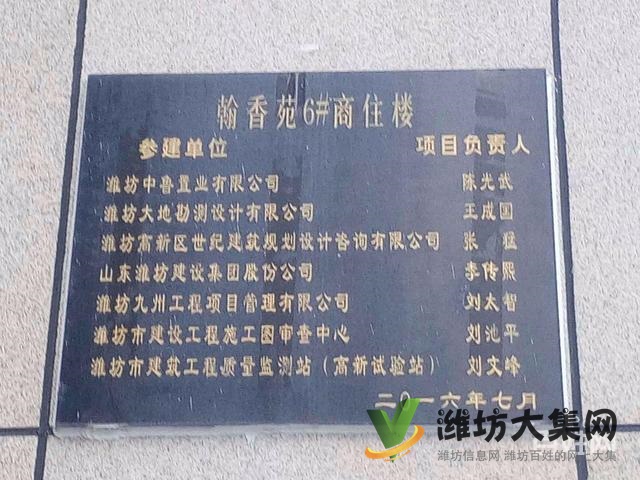 翰香苑6#商住楼
参建单位 项目负责人
潍坊中鲁置业有限公司 陈光武
潍坊大地勘测设计有限公司 王成国
潍坊高新区世纪建筑规划设计咨询有限公司 张猛
山东潍坊建设集团股份公司 李传熙
潍坊九州工程项目管理有限公司 刘太智
潍坊市建设工程施工图审查中心 刘池平
潍坊市建筑工程质量监测站(高新试验站) 刘文峰
二〇一六年七月
潍坊大集网
潍坊信息网 潍坊百姓的网上大集